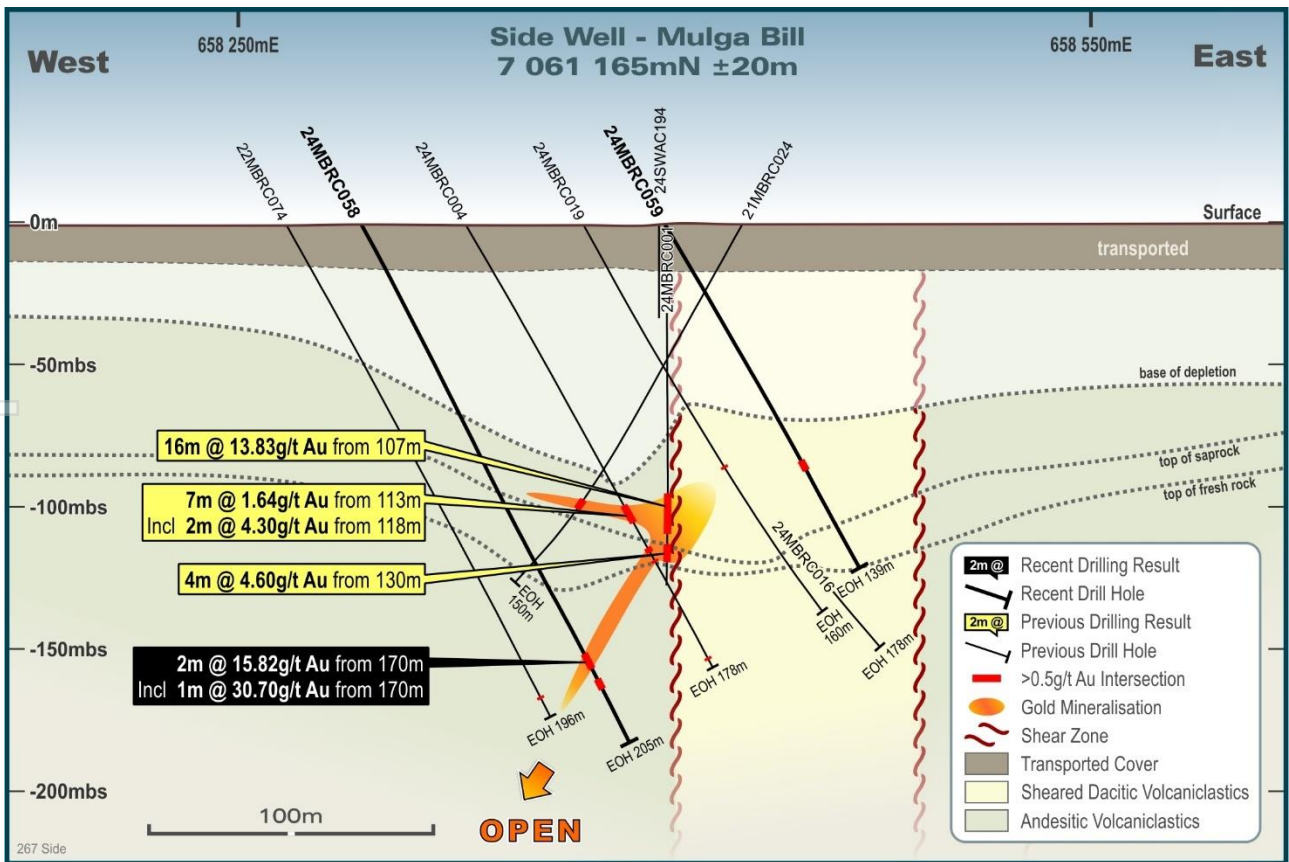 658 250mE
Side Well - Mulga Bill
7 061 165mN ±20m
658 550mE
West
East
22MBRC074
24MBRC058
24MBRC004
24MBRC019
24MBRC059
24SWAC194
21MBRC024
0m
Surface
24MBRC001
transported
-50mbs
base of depletion
16m @ 13.83g/t Au from 107m
top of saprock
7m @ 1.64g/t Au from 113m
Incl 2m @ 4.30g/t Au from 118m
top of fresh rock
-100mbs
4m @ 4.60g/t Au from 130m
EOH
150m
24MBRC016
EOH 139m
EOH
160m
EOH 178m
EOH 178m
-150mbs
2m @ 15.82g/t Au from 170m
Incl 1m @ 30.70g/t Au from 170m
EOH 196m
EOH 205m
-200mbs
100m
OPEN
2m @ Recent Drilling Result
Recent Drill Hole
2m @ Previous Drilling Result
Previous Drill Hole
>0.5g/t Au Intersection
Gold Mineralisation
Shear Zone
Transported Cover
Sheared Dacitic Volcaniclastics
Andesitic Volcaniclastics
267 Side